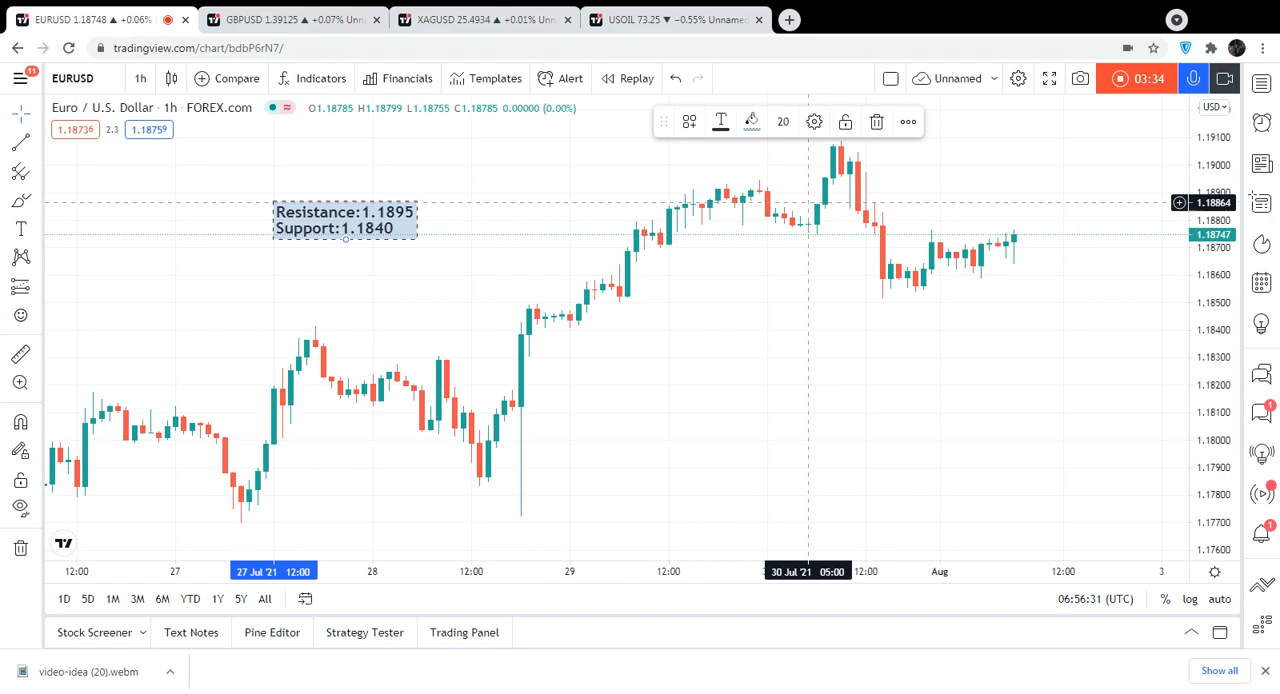 EURUSD 1.18748 ▲ +0.06%
GBPUSD 1.39125 ▲ +0.07% Unn
XAGUSD 25.4934 ▲ +0.01% Unn
USOIL 73.25 ▼ −0.55% Unnamed
tradingview.com/chart/bdbP6rN7/
11
EURUSD 1h Compare Indicators Financials Templates Alert Replay Unnamed 03:34
Euro / U.S. Dollar · 1h · FOREX.com ≈ O1.18785 H1.18799 L1.18755 C1.18785 0.00000 (0.00%)
USD
1.18736 2.3 1.18759
T 20
Resistance:1.1895
Support:1.1840
1.19100
1.19000
1.18900
1.18864
1.18800
1.18747
1.18700
1.18600
1.18500
1.18400
1.18300
1.18200
1.18100
1.18000
1.17900
1.17800
1.17700
1.17600
1
1
12:00 27 27 Jul '21 12:00 28 12:00 29 12:00 30 Jul '21 05:00 12:00 Aug 12:00 3
1D 5D 1M 3M 6M YTD 1Y 5Y All 06:56:31 (UTC) % log auto
Stock Screener Text Notes Pine Editor Strategy Tester Trading Panel
video-idea (20).webm Show all